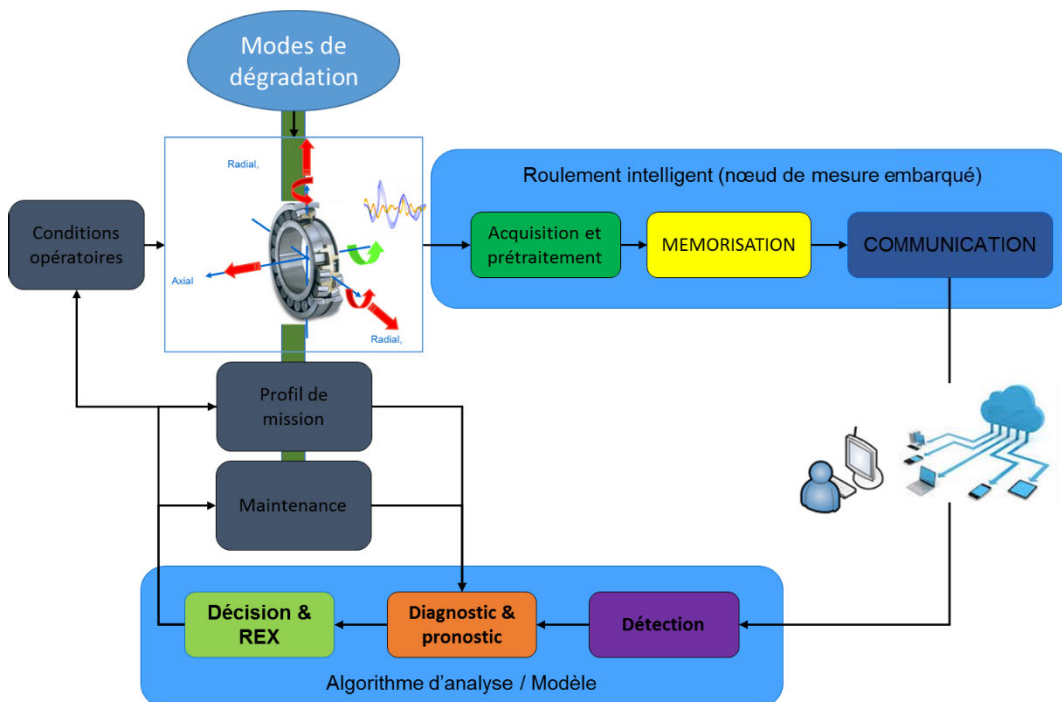 Modes de
dégradation
Radial,
Axial
Radial,
Roulement intelligent (nœud de mesure embarqué)
Conditions
opératoires
Acquisition et
prétraitement
MEMORISATION
COMMUNICATION
Profil de
mission
Maintenance
Décision &
REX
Diagnostic &
pronostic
Détection
Algorithme d'analyse / Modèle